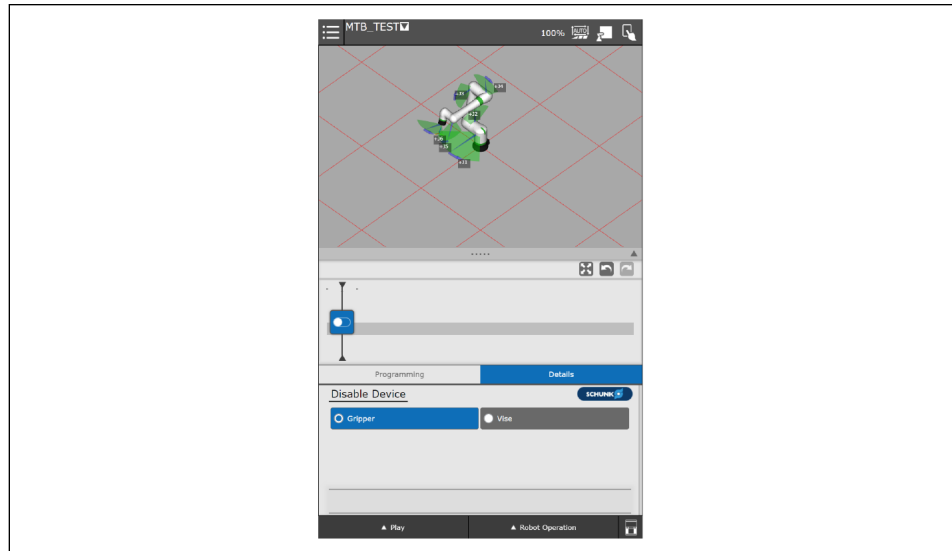 MTB_TEST
100% AUTO
Programming Details
Disable Device SCHUNK
Gripper Vise
Play Robot Operation